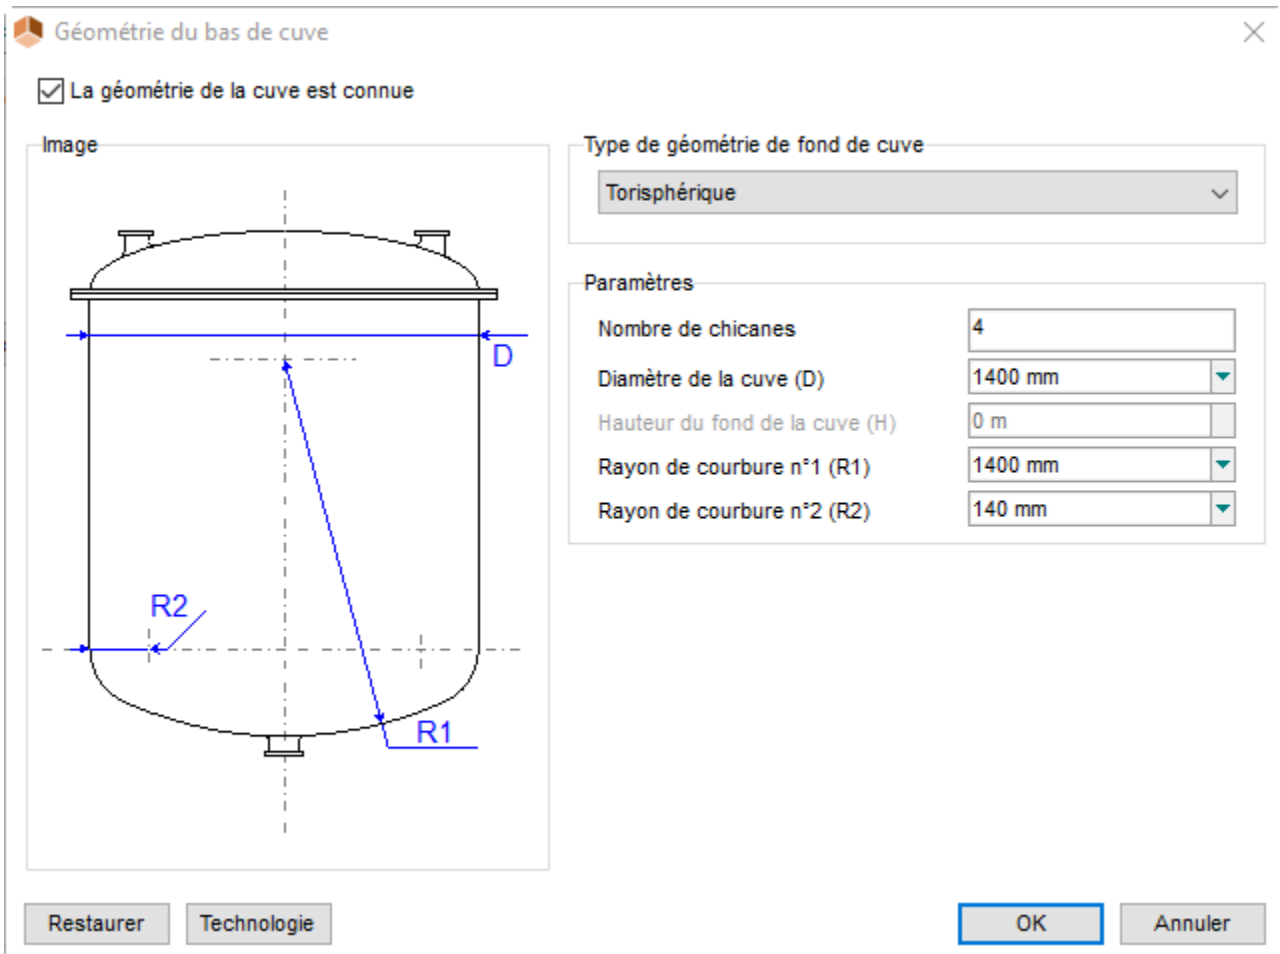 Géométrie du bas de cuve
La géométrie de la cuve est connue
Image
D
R2
R1
Type de géométrie de fond de cuve
Torisphérique
Paramètres
Nombre de chicanes 4
Diamètre de la cuve (D) 1400 mm
Hauteur du fond de la cuve (H) 0 m
Rayon de courbure n°1 (R1) 1400 mm
Rayon de courbure n°2 (R2) 140 mm
Restaurer Technologie OK Annuler